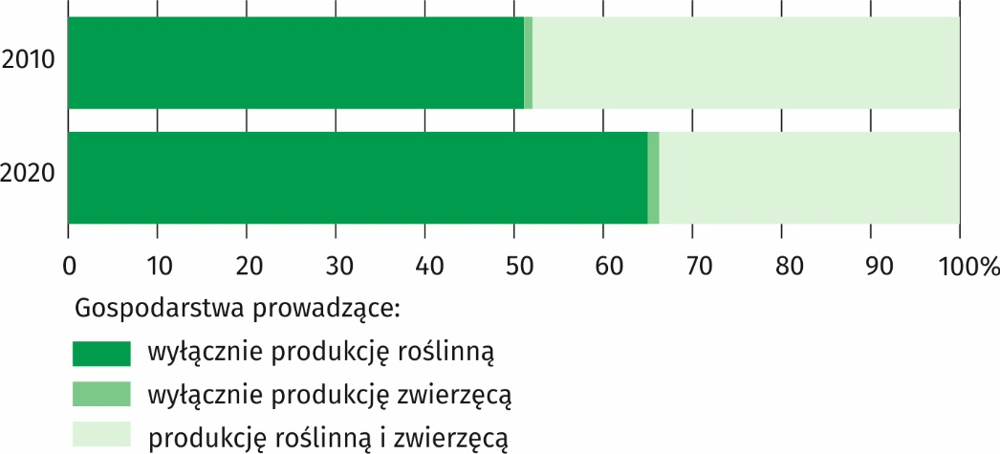 2010
2020
0 10 20 30 40 50 60 70 80 90 100%
Gospodarstwa prowadzące:
wyłącznie produkcję roślinną
wyłącznie produkcję zwierzęcą
produkcję roślinną i zwierzęcą